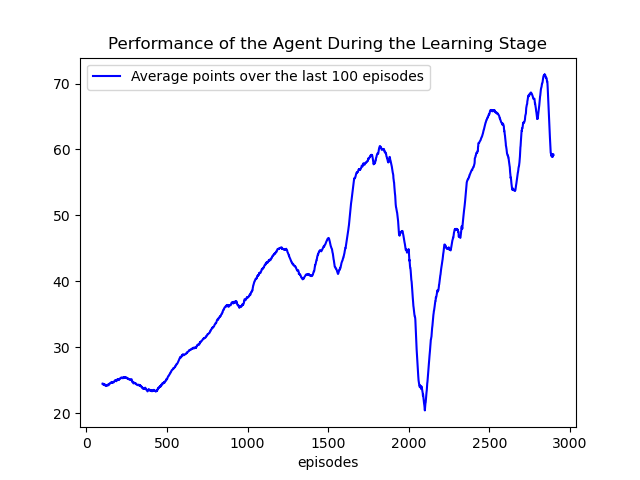 Performance of the Agent During the Learning Stage
Average points over the last 100 episodes
70
60
50
40
30
20
0 500 1000 1500 2000 2500 3000
episodes